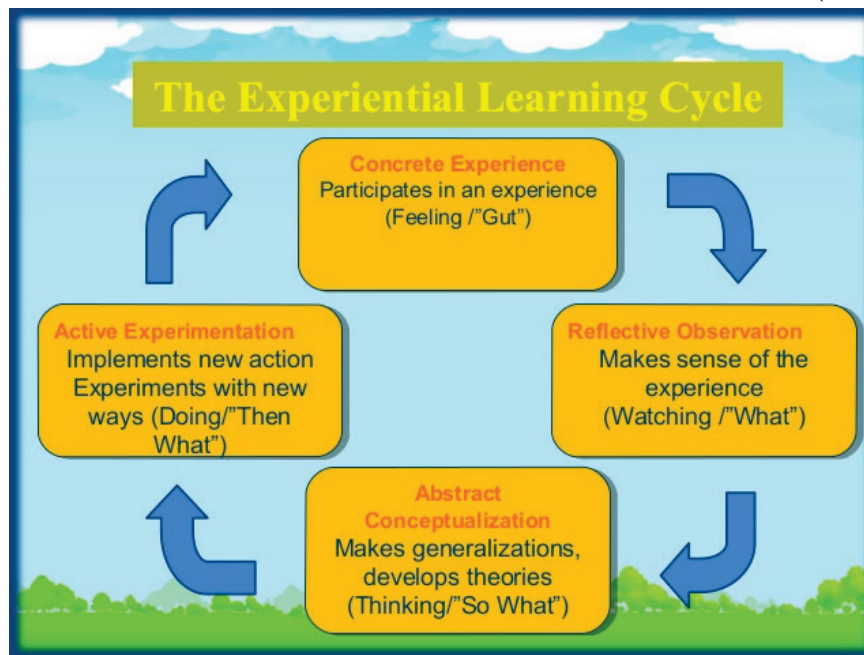 The Experiential Learning Cycle
Concrete Experience
Participates in an experience
(Feeling /”Gut”)
Active Experimentation
Implements new action
Experiments with new
ways (Doing/”Then
What”)
Reflective Observation
Makes sense of the
experience
(Watching /”What”)
Abstract
Conceptualization
Makes generalizations,
develops theories
(Thinking/”So What”)